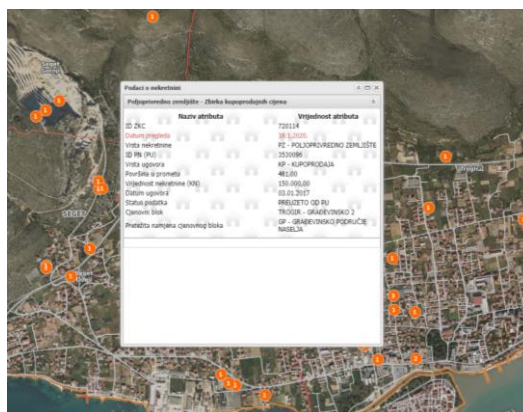 Podaci o nekretnini
Poljoprivredno zemljište - Zbirka kupoprodajnih cijena
Naziv atributa Vrijednost atributa
ID ZKC 720114
Datum pregleda 18.1.2020.
Vrsta nekretnine PZ - POLJOPRIVREDNO ZEMLJIŠTE
ID PN (PU) 3530096
Vrsta ugovora KP - KUPOPRODAJA
Površina u prometu 481,00
Vrijednost nekretnine (KN) 150.000,00
Datum ugovora 03.01.2017
Status podatka PREUZETO OD PU
Cjenovni blok TROGIR - GRAĐEVINSKO 2
Pretežita namjena cjenovnog bloka GP - GRAĐEVINSKO PODRUČJE
NASELJA
SEGET
Seget
Donji